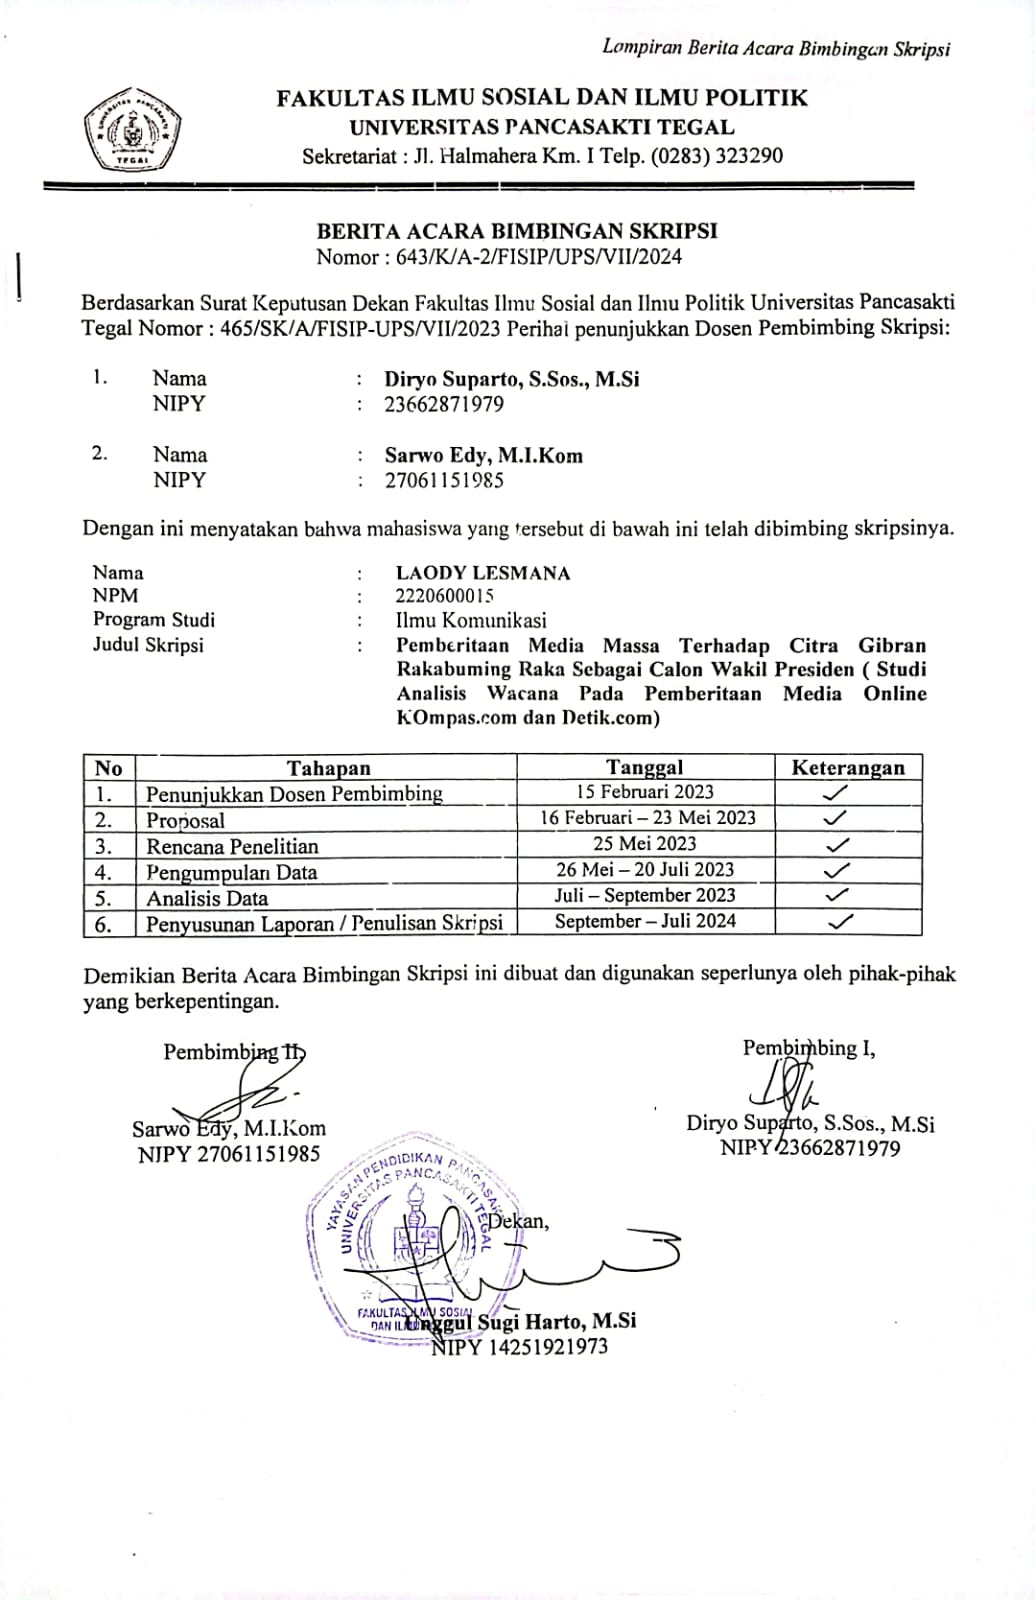 Lampiran Berita Acara Bimbingan Skripsi
FAKULTAS ILMU SOSIAL DAN ILMU POLITIK
UNIVERSITAS PANCASAKTI TEGAL
Sekretariat : Jl. Halmahera Km. I Telp. (0283) 323290
UNIVERSITAS PANCASAKTI
TEGAL
BERITA ACARA BIMBINGAN SKRIPSI
Nomor : 643/K/A-2/FISIP/UPS/VII/2024
Berdasarkan Surat Keputusan Dekan Fakultas Ilmu Sosial dan Ilmu Politik Universitas Pancasakti
Tegal Nomor : 465/SK/A/FISIP-UPS/VII/2023 Perihal penunjukkan Dosen Pembimbing Skripsi:
1. Nama : Diryo Suparto, S.Sos., M.Si
NIPY : 23662871979
2. Nama : Sarwo Edy, M.I.Kom
NIPY : 27061151985
Dengan ini menyatakan bahwa mahasiswa yang tersebut di bawah ini telah dibimbing skripsinya.
Nama : LAODY LESMANA
NPM : 2220600015
Program Studi : Ilmu Komunikasi
Judul Skripsi : Pemberitaan Media Massa Terhadap Citra Gibran
Rakabuming Raka Sebagai Calon Wakil Presiden ( Studi
Analisis Wacana Pada Pemberitaan Media Online
KOmpas.com dan Detik.com)
No Tahapan Tanggal Keterangan
1. Penunjukkan Dosen Pembimbing 15 Februari 2023 ✓
2. Proposal 16 Februari – 23 Mei 2023 ✓
3. Rencana Penelitian 25 Mei 2023 ✓
4. Pengumpulan Data 26 Mei – 20 Juli 2023 ✓
5. Analisis Data Juli – September 2023 ✓
6. Penyusunan Laporan / Penulisan Skripsi September – Juli 2024 ✓
Demikian Berita Acara Bimbingan Skripsi ini dibuat dan digunakan seperlunya oleh pihak-pihak
yang berkepentingan.
Pembimbing II, Pembimbing I,
Sarwo Edy, M.I.Kom Diryo Suparto, S.Sos., M.Si
NIPY 27061151985 NIPY 23662871979
YAYASAN PENDIDIKAN PANCASAKTI
UNIVERSITAS PANCASAKTI TEGAL
Dekan,
FAKULTAS ILMU SOSIAL
DAN
Unggul Sugi Harto, M.Si
NIPY 14251921973